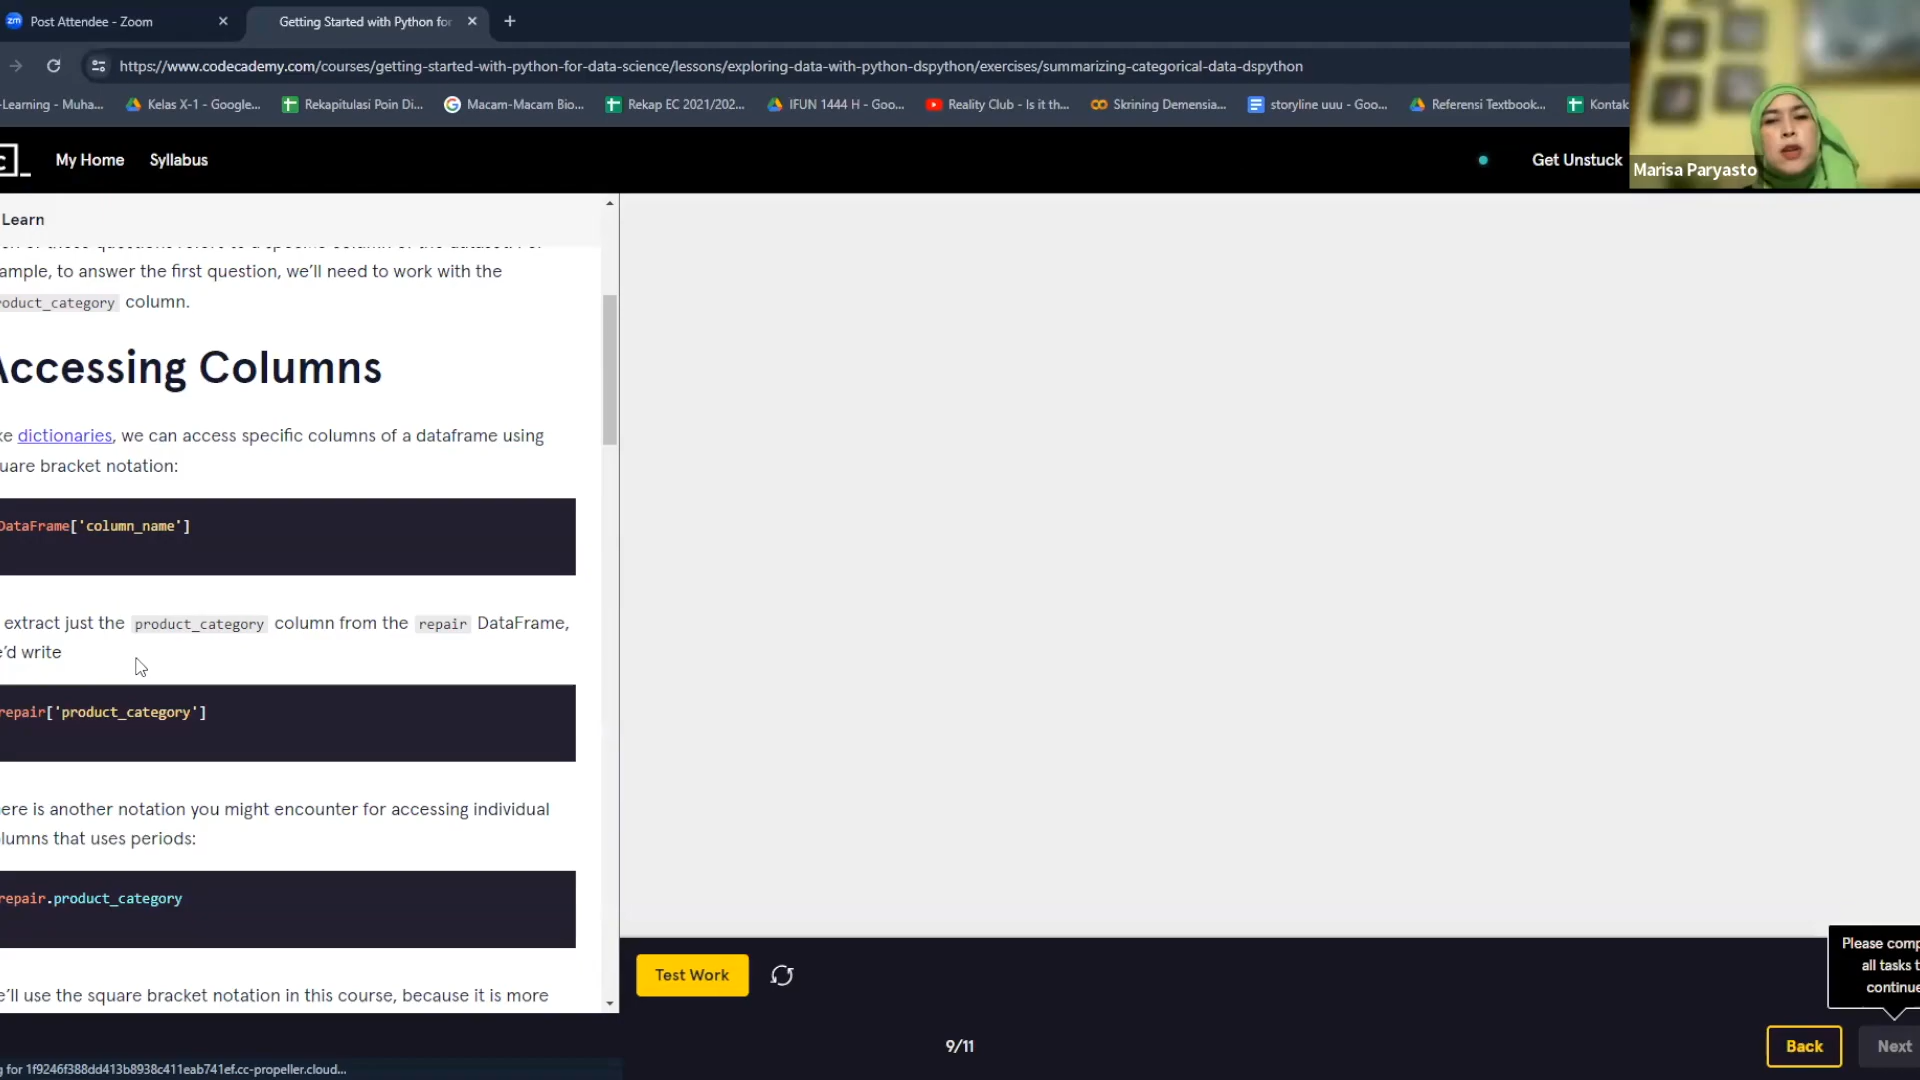 zm Post Attendee - Zoom
Getting Started with Python for
https://www.codecademy.com/courses/getting-started-with-python-for-data-science/lessons/exploring-data-with-python-dspython/exercises/summarizing-categorical-data-dspython
-Learning - Muha... Kelas X-1 - Google... Rekapitulasi Poin Di... Macam-Macam Bio... Rekap EC 2021/202... IFUN 1444 H - Goo... Reality Club - Is it th... Skrining Demensia... storyline uuu - Goo... Referensi Textbook... Kontak
Marisa Paryasto
My Home Syllabus Get Unstuck
Learn
ample, to answer the first question, we'll need to work with the
roduct_category column.
Accessing Columns
ke dictionaries, we can access specific columns of a dataframe using
uare bracket notation:
DataFrame['column_name']
extract just the product_category column from the repair DataFrame,
e'd write
repair['product_category']
ere is another notation you might encounter for accessing individual
lumns that uses periods:
repair.product_category
e'll use the square bracket notation in this course, because it is more
Test Work
Please comp
all tasks t
continue
9/11
Back
Next
g for 1f9246f388dd413b8938c411eab741ef.cc-propeller.cloud...